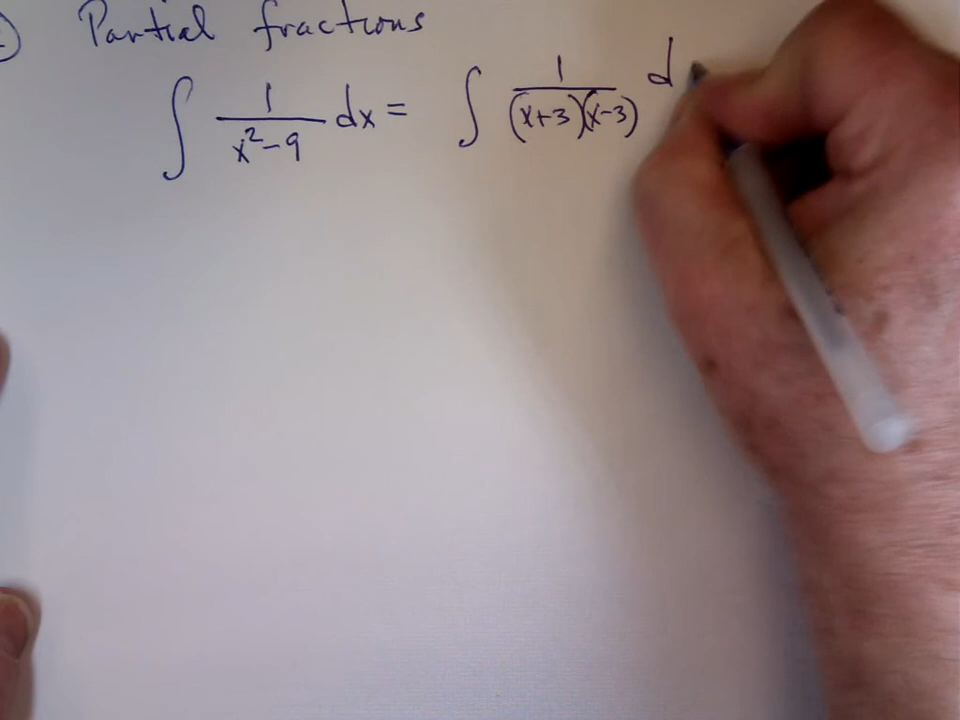 Partial fractions
∫ 1/(x²-9) dx = ∫ 1/((x+3)(x-3)) d